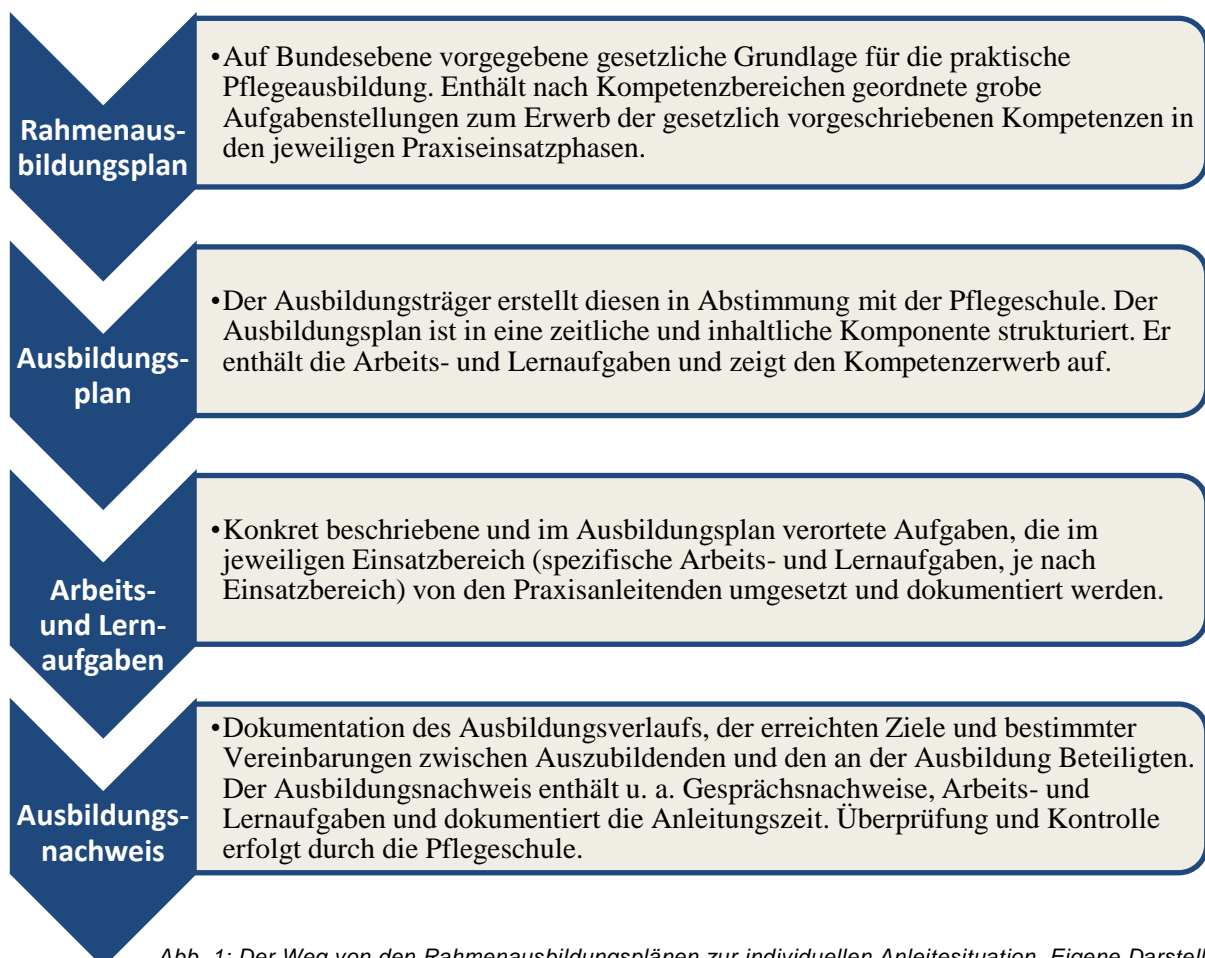 Rahmenaus-
bildungsplan
•Auf Bundesebene vorgegebene gesetzliche Grundlage für die praktische
Pflegeausbildung. Enthält nach Kompetenzbereichen geordnete grobe
Aufgabenstellungen zum Erwerb der gesetzlich vorgeschriebenen Kompetenzen in
den jeweiligen Praxiseinsatzphasen.
Ausbildungs-
plan
•Der Ausbildungsträger erstellt diesen in Abstimmung mit der Pflegeschule. Der
Ausbildungsplan ist in eine zeitliche und inhaltliche Komponente strukturiert. Er
enthält die Arbeits- und Lernaufgaben und zeigt den Kompetenzerwerb auf.
Arbeits-
und Lern-
aufgaben
•Konkret beschriebene und im Ausbildungsplan verortete Aufgaben, die im
jeweiligen Einsatzbereich (spezifische Arbeits- und Lernaufgaben, je nach
Einsatzbereich) von den Praxisanleitenden umgesetzt und dokumentiert werden.
Ausbildungs-
nachweis
•Dokumentation des Ausbildungsverlaufs, der erreichten Ziele und bestimmter
Vereinbarungen zwischen Auszubildenden und den an der Ausbildung Beteiligten.
Der Ausbildungsnachweis enthält u. a. Gesprächsnachweise, Arbeits- und
Lernaufgaben und dokumentiert die Anleitungszeit. Überprüfung und Kontrolle
erfolgt durch die Pflegeschule.
Abb. 1: Der Weg von den Rahmenausbildungsplänen zur individuellen Anleitesituation. Eigene Darstell